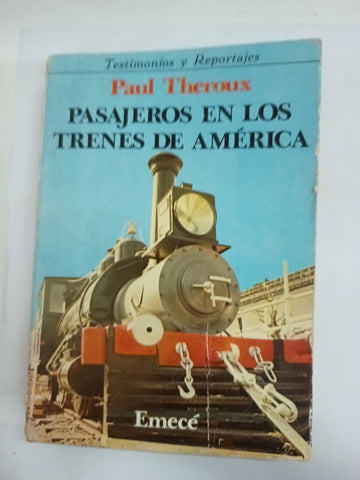 Testimonios y Reportajes
Paul Theroux
PASAJEROS EN LOS
TRENES DE AMÉRICA
Emecé